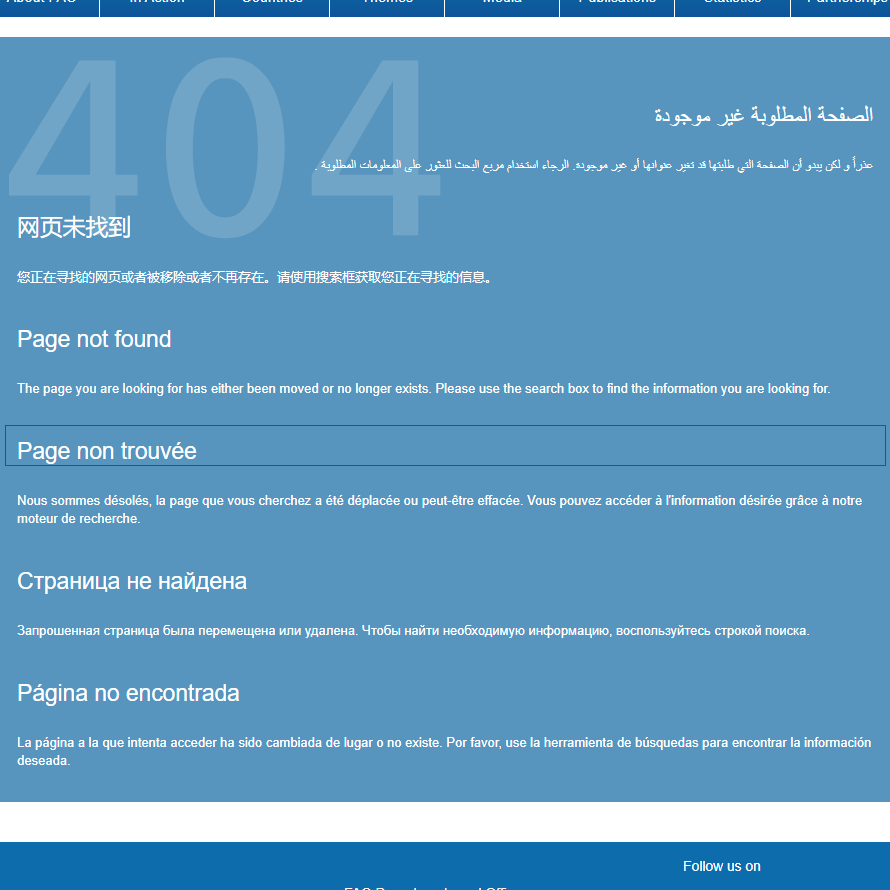 About FAO In Action Countries Themes Media Publications Statistics Partnerships
404
الصفحة المطلوبة غير موجودة
عذراً و لكن يبدو أن الصفحة التي طلبتها قد تغير عنوانها أو غير موجودة. الرجاء استخدام مربع البحث للعثور على المعلومات المطلوبة .
网页未找到
您正在寻找的网页或者被移除或者不再存在。请使用搜索框获取您正在寻找的信息。
Page not found
The page you are looking for has either been moved or no longer exists. Please use the search box to find the information you are looking for.
Page non trouvée
Nous sommes désolés, la page que vous cherchez a été déplacée ou peut-être effacée. Vous pouvez accéder à l'information désirée grâce à notre
moteur de recherche.
Страница не найдена
Запрошенная страница была перемещена или удалена. Чтобы найти необходимую информацию, воспользуйтесь строкой поиска.
Página no encontrada
La página a la que intenta acceder ha sido cambiada de lugar o no existe. Por favor, use la herramienta de búsquedas para encontrar la información
deseada.
Follow us on